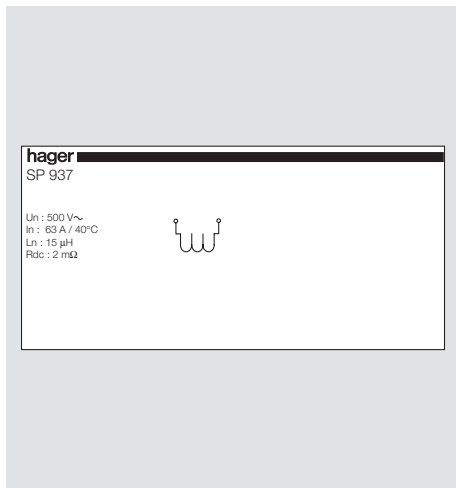 hager
SP 937
Un : 500 V~
In : 63 A / 40°C
Ln : 15 µH
Rdc : 2 mΩ